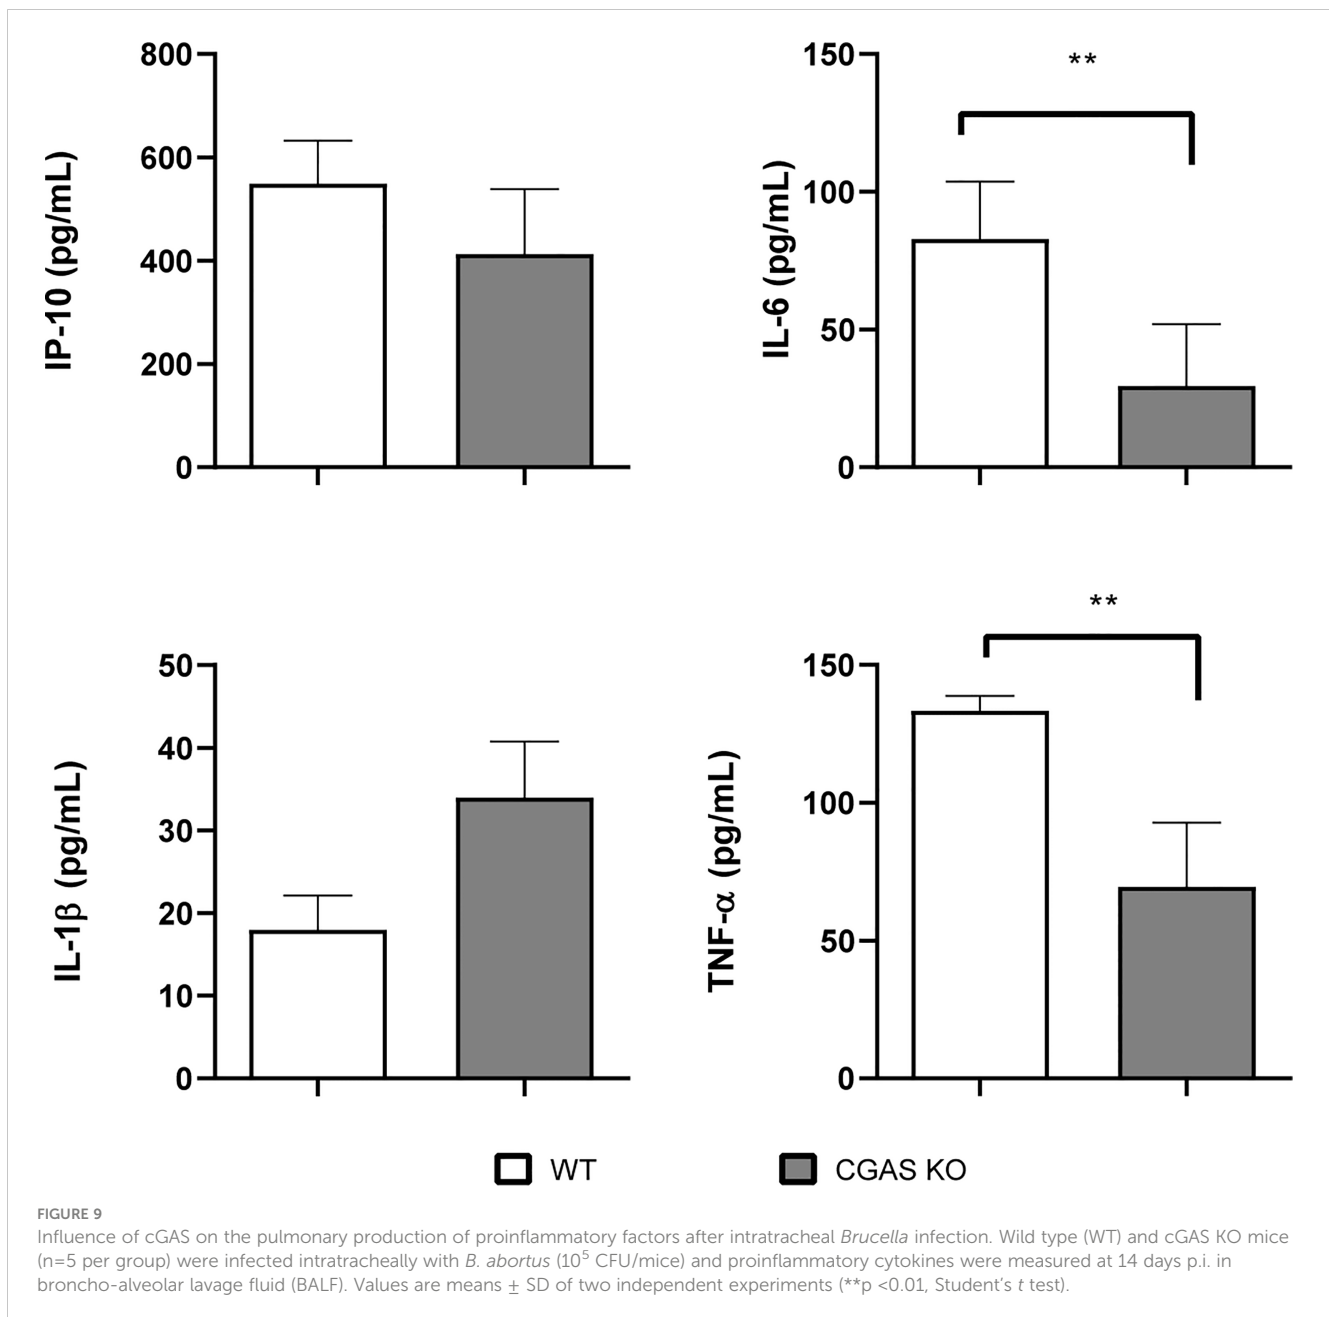 800
600
400
200
0
IP-10 (pg/mL)
**
150
100
50
0
IL-6 (pg/mL)
50
40
30
20
10
0
IL-1β (pg/mL)
**
150
100
50
0
TNF-α (pg/mL)
WT
CGAS KO
FIGURE 9
Influence of cGAS on the pulmonary production of proinflammatory factors after intratracheal Brucella infection. Wild type (WT) and cGAS KO mice
(n=5 per group) were infected intratracheally with B. abortus (10⁵ CFU/mice) and proinflammatory cytokines were measured at 14 days p.i. in
broncho-alveolar lavage fluid (BALF). Values are means ± SD of two independent experiments (**p <0.01, Student's t test).